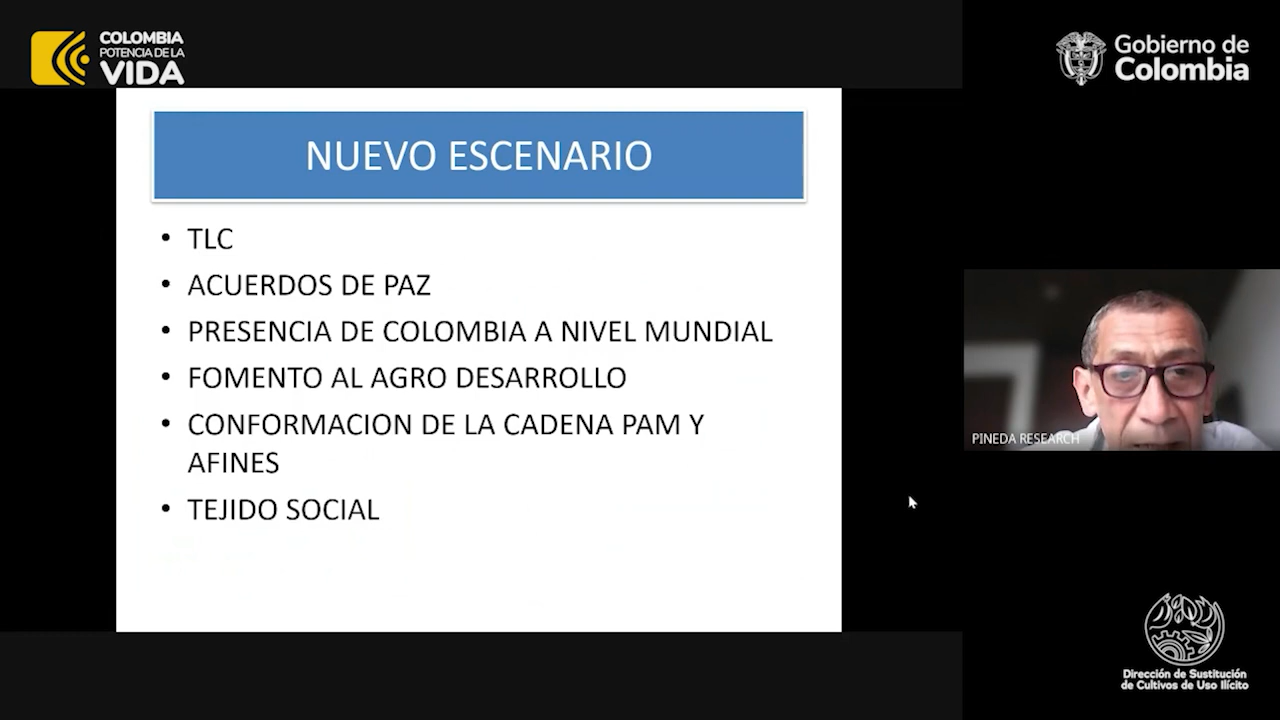 COLOMBIA
POTENCIA DE LA
VIDA
Gobierno de
Colombia
NUEVO ESCENARIO
• TLC
• ACUERDOS DE PAZ
• PRESENCIA DE COLOMBIA A NIVEL MUNDIAL
• FOMENTO AL AGRO DESARROLLO
• CONFORMACION DE LA CADENA PAM Y
AFINES
• TEJIDO SOCIAL
PINEDA RESEARCH
Dirección de Sustitución
de Cultivos de Uso Ilícito